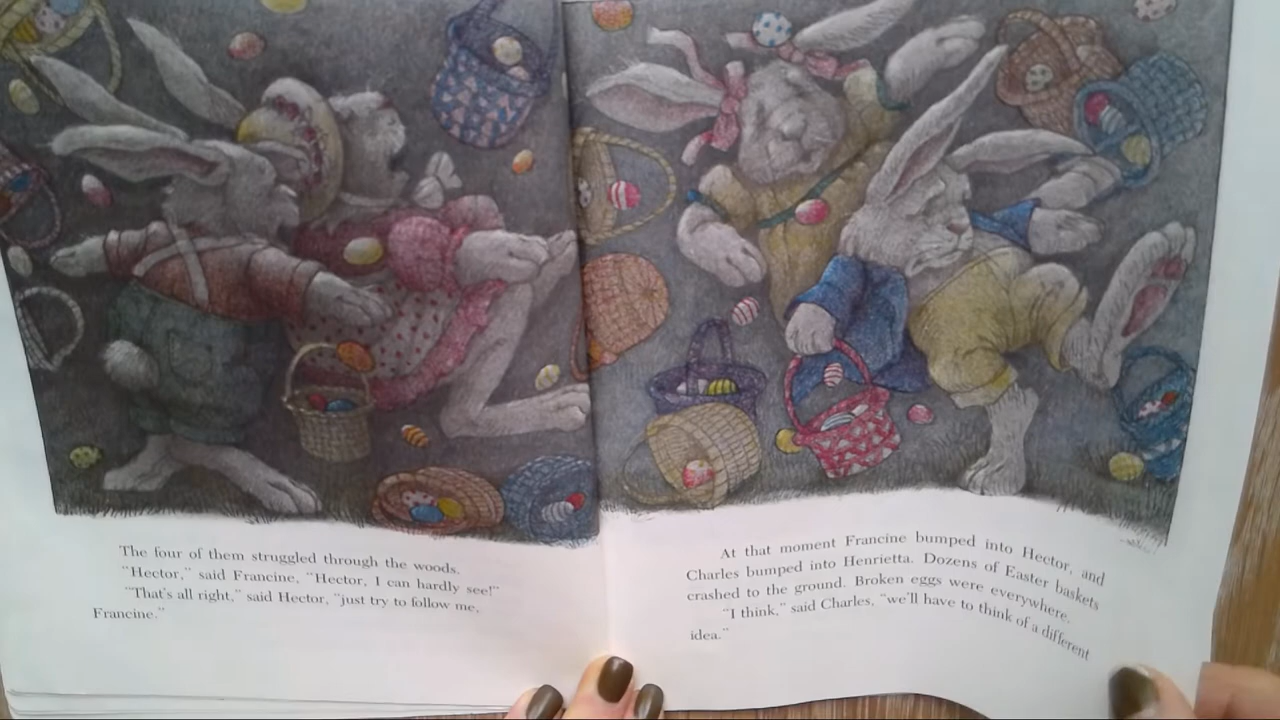 The four of them struggled through the woods.
"Hector," said Francine, "Hector, I can hardly see!"
"That's all right," said Hector, "just try to follow me,
Francine."
At that moment Francine bumped into Hector, and
Charles bumped into Henrietta. Dozens of Easter baskets
crashed to the ground. Broken eggs were everywhere.
"I think," said Charles, "we'll have to think of a different
idea."